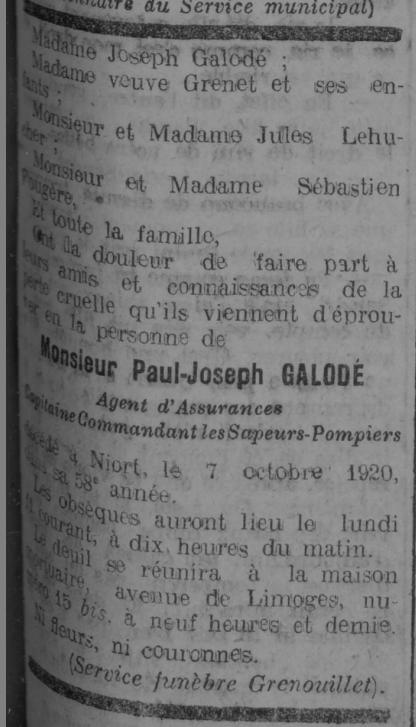 du Service municipal)
Madame Joseph Galodé ;
Madame veuve Grenet et ses en-
fants ;
Monsieur et Madame Jules Lehu-
cher ;
Monsieur et Madame Sébastien
Fougère,
Et toute la famille,
Ont la douleur de faire part à
leurs amis et connaissances de la
perte cruelle qu'ils viennent d'éprou-
ver en la personne de
Monsieur Paul-Joseph GALODÉ
Agent d'Assurances
Capitaine Commandant les Sapeurs-Pompiers
décédé à Niort, le 7 octobre 1920,
dans sa 58e année.
Les obsèques auront lieu le lundi
courant, à dix heures du matin.
Le deuil se réunira à la maison
mortuaire, avenue de Limoges, nu-
méro 15 bis, à neuf heures et demie.
Ni fleurs, ni couronnes.
(Service funèbre Grenouillet).